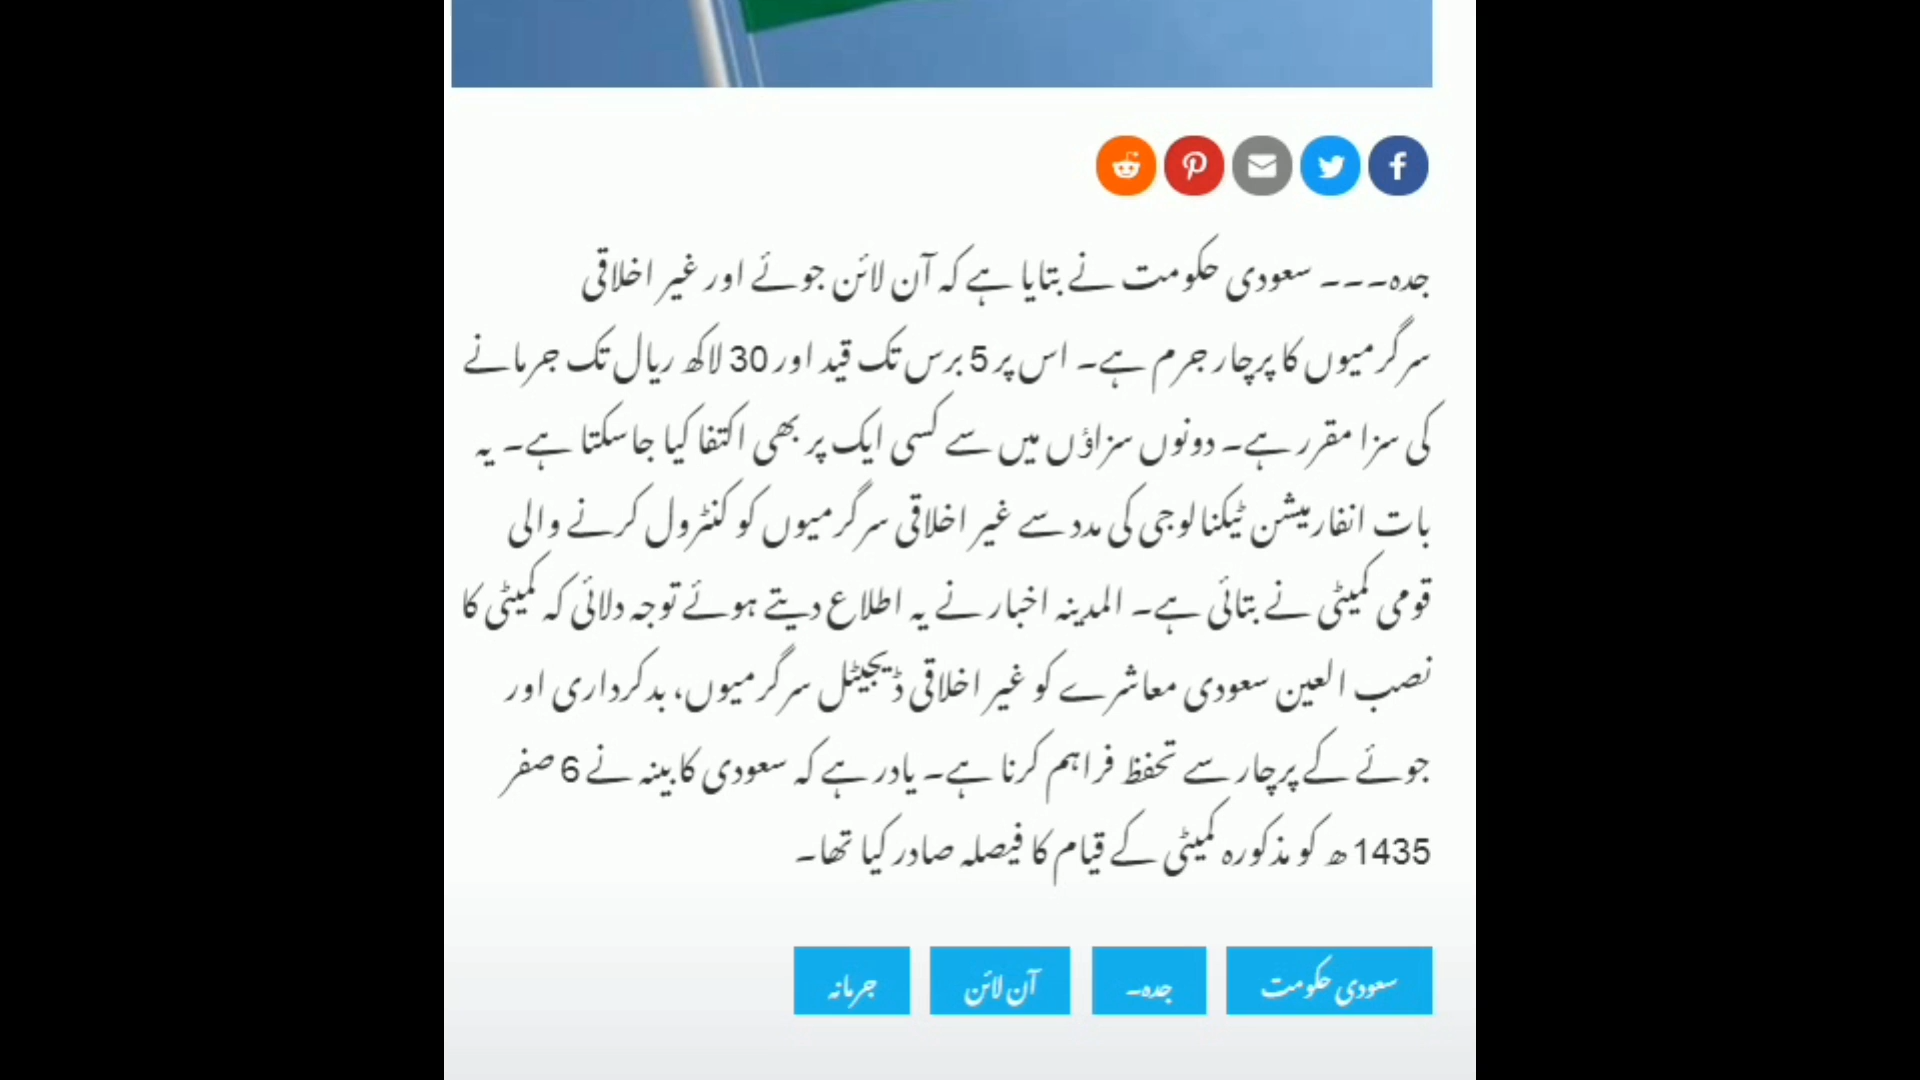 جدہ۔۔۔ سعودی حکومت نے بتایا ہے کہ آن لائن جوئے اور غیر اخلاقی
سرگرمیوں کا پرچار جرم ہے۔ اس پر 5 برس تک قید اور 30 لاکھ ریال تک جرمانے
کی سزا مقرر ہے۔ دونوں سزاؤں میں سے کسی ایک پر بھی اکتفا کیا جاسکتا ہے۔ یہ
بات انفارمیشن ٹیکنالوجی کی مدد سے غیر اخلاقی سرگرمیوں کو کنٹرول کرنے والی
قومی کمیٹی نے بتائی ہے۔ المدینہ اخبار نے یہ اطلاع دیتے ہوئے توجہ دلائی کہ کمیٹی کا
نصب العین سعودی معاشرے کو غیر اخلاقی ڈیجیٹل سرگرمیوں، بدکرداری اور
جوئے کے پرچار سے تحفظ فراہم کرنا ہے۔ یاد رہے کہ سعودی کابینہ نے 6 صفر
1435ھ کو مذکورہ کمیٹی کے قیام کا فیصلہ صادر کیا تھا۔
سعودی حکومت جدہ۔ آن لائن جرمانہ